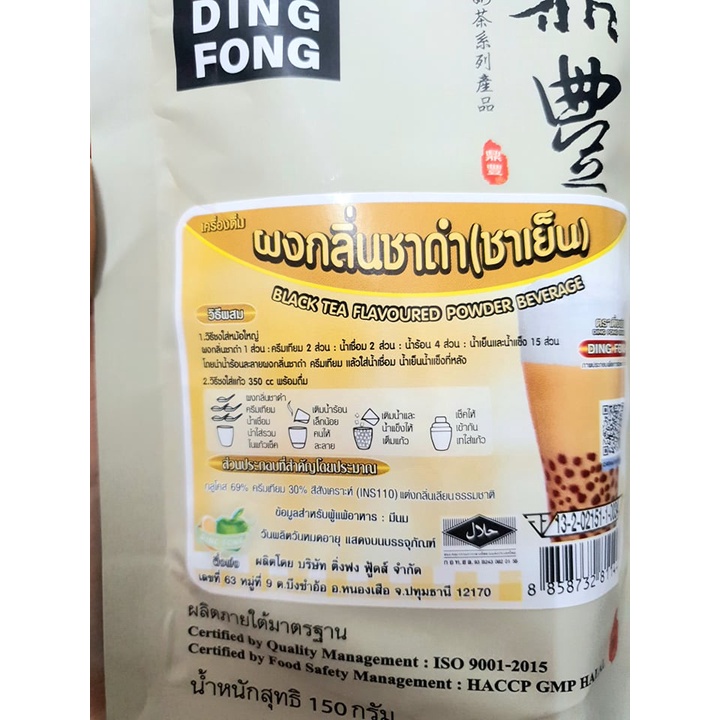 DING
FONG
茶系列產品
豐
鼎豐
เครื่องดื่ม
ผงกลิ่นชาดำ(ชาเย็น)
BLACK TEA FLAVOURED POWDER BEVERAGE
วิธีผสม
1.วิธีชงใส่หม้อใหญ่
ผงกลิ่นชาดำ 1 ส่วน : ครีมเทียม 2 ส่วน : น้ำเชื่อม 2 ส่วน : น้ำร้อน 4 ส่วน : น้ำเย็นและน้ำแข็ง 15 ส่วน
โดยนำน้ำร้อนละลายผงกลิ่นชาดำ ครีมเทียม แล้วใส่น้ำเชื่อม น้ำเย็นน้ำแข็งทีหลัง
2.วิธีชงใส่แก้ว 350 cc พร้อมดื่ม
ผงกลิ่นชาดำ
ครีมเทียม
น้ำเชื่อม
นำใส่รวม
ในแก้วเช็ค
เติมน้ำร้อน
เล็กน้อย
คนให้
ละลาย
เติมน้ำและ
น้ำแข็งให้
เต็มแก้ว
เช็คให้
เข้ากัน
เทใส่แก้ว
DING F
ส่วนประกอบที่สำคัญโดยประมาณ
กลูโคส 69% ครีมเทียม 30% สีสังเคราะห์ (INS110) แต่งกลิ่นเลียนธรรมชาติ
ข้อมูลสำหรับผู้แพ้อาหาร : มีนม
วันผลิตวันหมดอายุ แสดงบนบรรจุภัณฑ์
حلال
13-2-02151-1-0
ผลิตโดย บริษัท ติ่งฟง ฟู้ดส์ จำกัด
เลขที่ 63 หมู่ที่ 9 ต.บึงชำอ้อ อ.หนองเสือ จ.ปทุมธานี 12170
8 858732 81
ผลิตภายใต้มาตรฐาน
Certified by Quality Management : ISO 9001-2015
Certified by Food Safety Management : HACCP GMP HALAL
น้ำหนักสุทธิ 150 กรัม